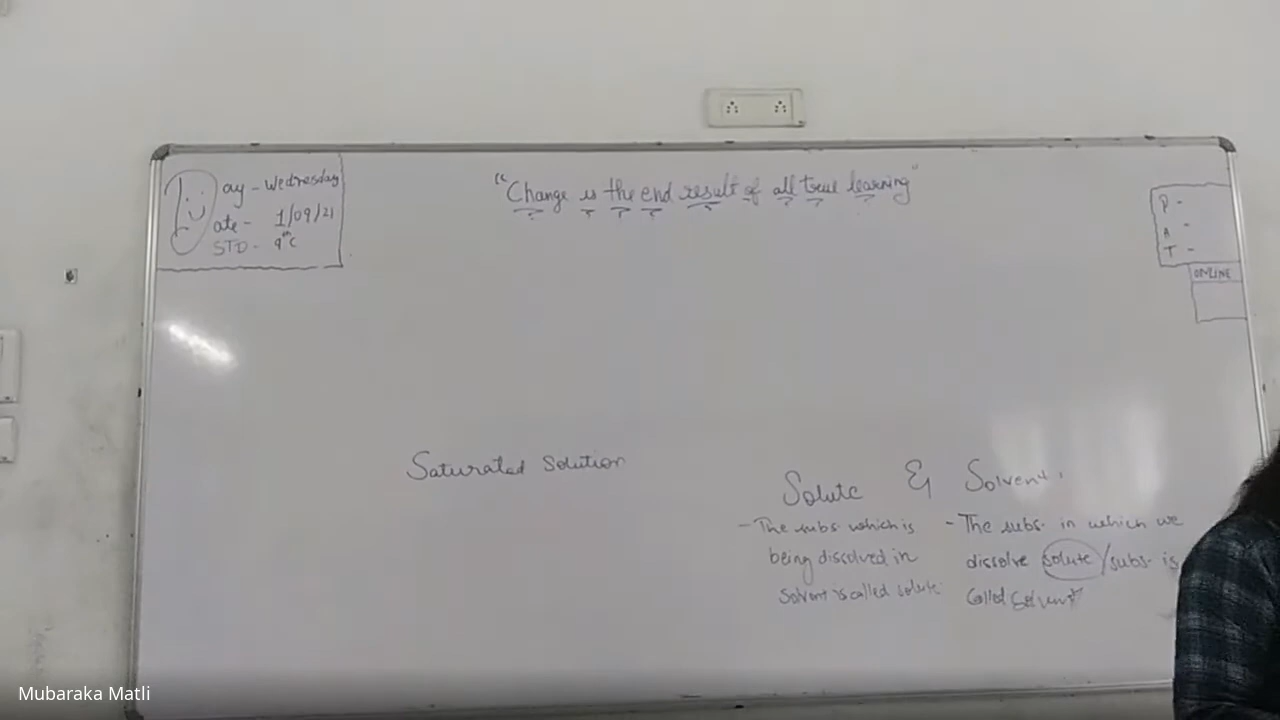 Day - Wednesday
Date - 1/09/21
STD - 9th C
"Change is the end result of all true learning"
P -
A -
T -
ONLINE
Saturated Solution
Solute & Solvent.
- The subs. which is
being dissolved in
solvent is called solute.
- The subs. in which we
dissolve solute/subs. is
called solvent
Mubaraka Matli